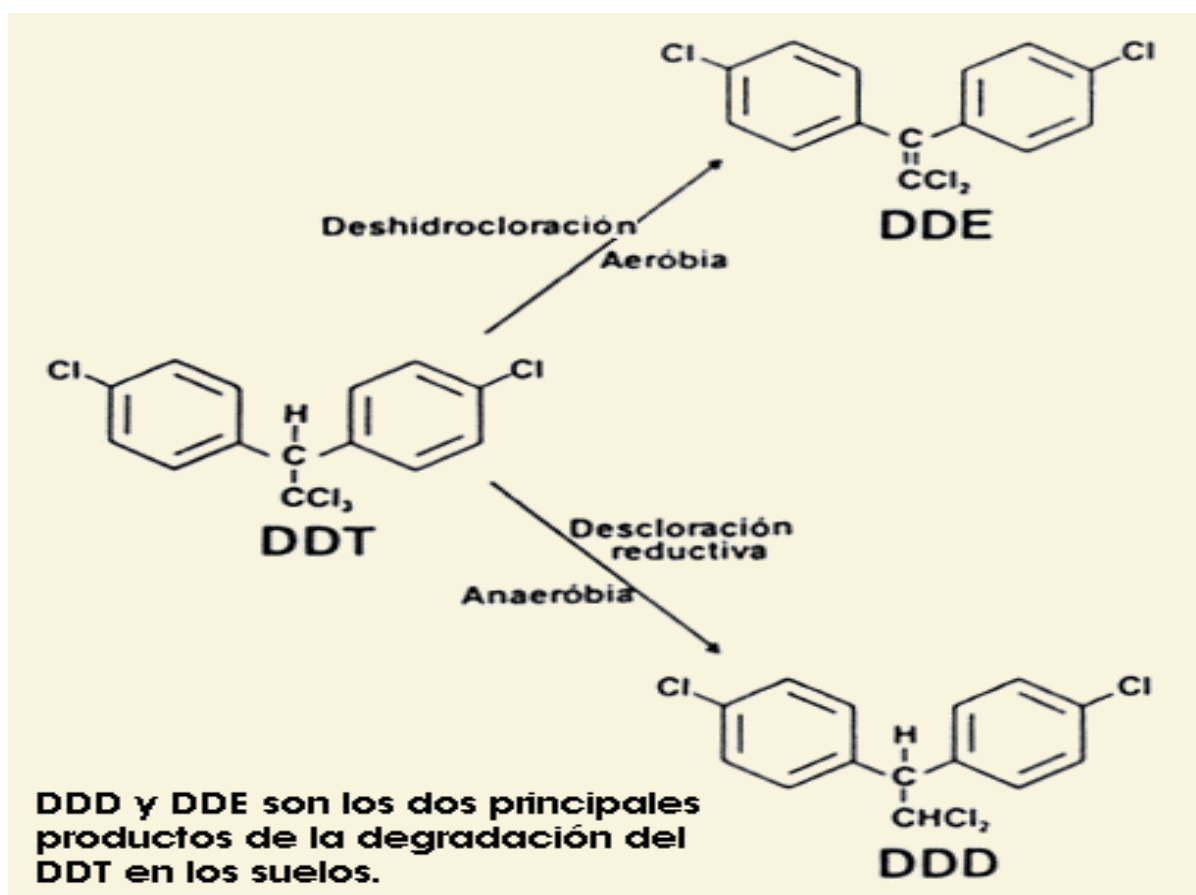 Cl
Cl
C
CCl₂
DDE
Deshidrocloración
Aeróbia
Cl
Cl
H
C
CCl₃
DDT
Descloración
reductiva
Anaeróbia
Cl
Cl
H
C
CHCl₂
DDD
DDD y DDE son los dos principales
productos de la degradación del
DDT en los suelos.